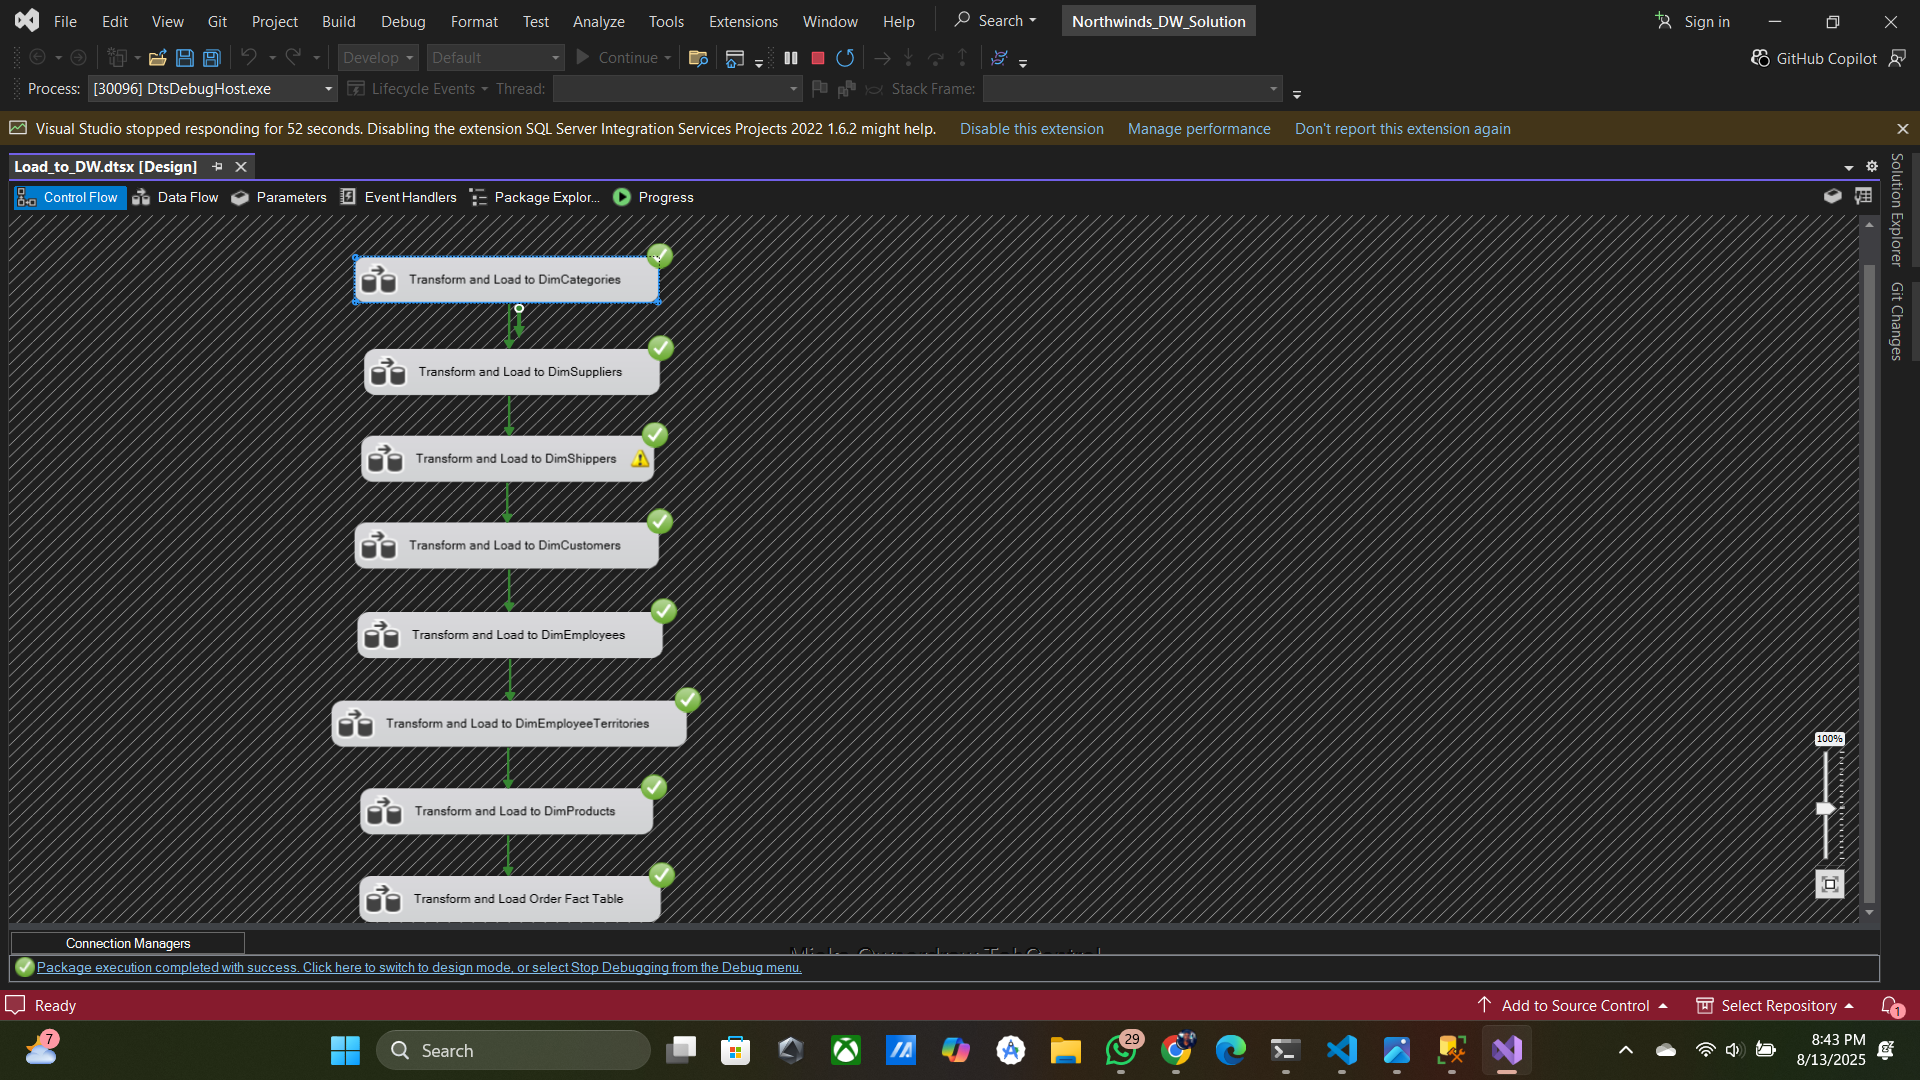 File Edit View Git Project Build Debug Format Test Analyze Tools Extensions Window Help Search Northwinds_DW_Solution Sign in
Develop Default Continue GitHub Copilot
Process: [30096] DtsDebugHost.exe Lifecycle Events Thread: Stack Frame:
Visual Studio stopped responding for 52 seconds. Disabling the extension SQL Server Integration Services Projects 2022 1.6.2 might help. Disable this extension Manage performance Don't report this extension again
Load_to_DW.dtsx [Design]
Control Flow Data Flow Parameters Event Handlers Package Explor... Progress
Solution Explorer
Git Changes
Transform and Load to DimCategories
Transform and Load to DimSuppliers
Transform and Load to DimShippers
Transform and Load to DimCustomers
Transform and Load to DimEmployees
Transform and Load to DimEmployeeTerritories
Transform and Load to DimProducts
Transform and Load Order Fact Table
100%
Connection Managers
Package execution completed with success. Click here to switch to design mode, or select Stop Debugging from the Debug menu.
Ready Add to Source Control Select Repository 1
7
Search
29
8:43 PM
8/13/2025